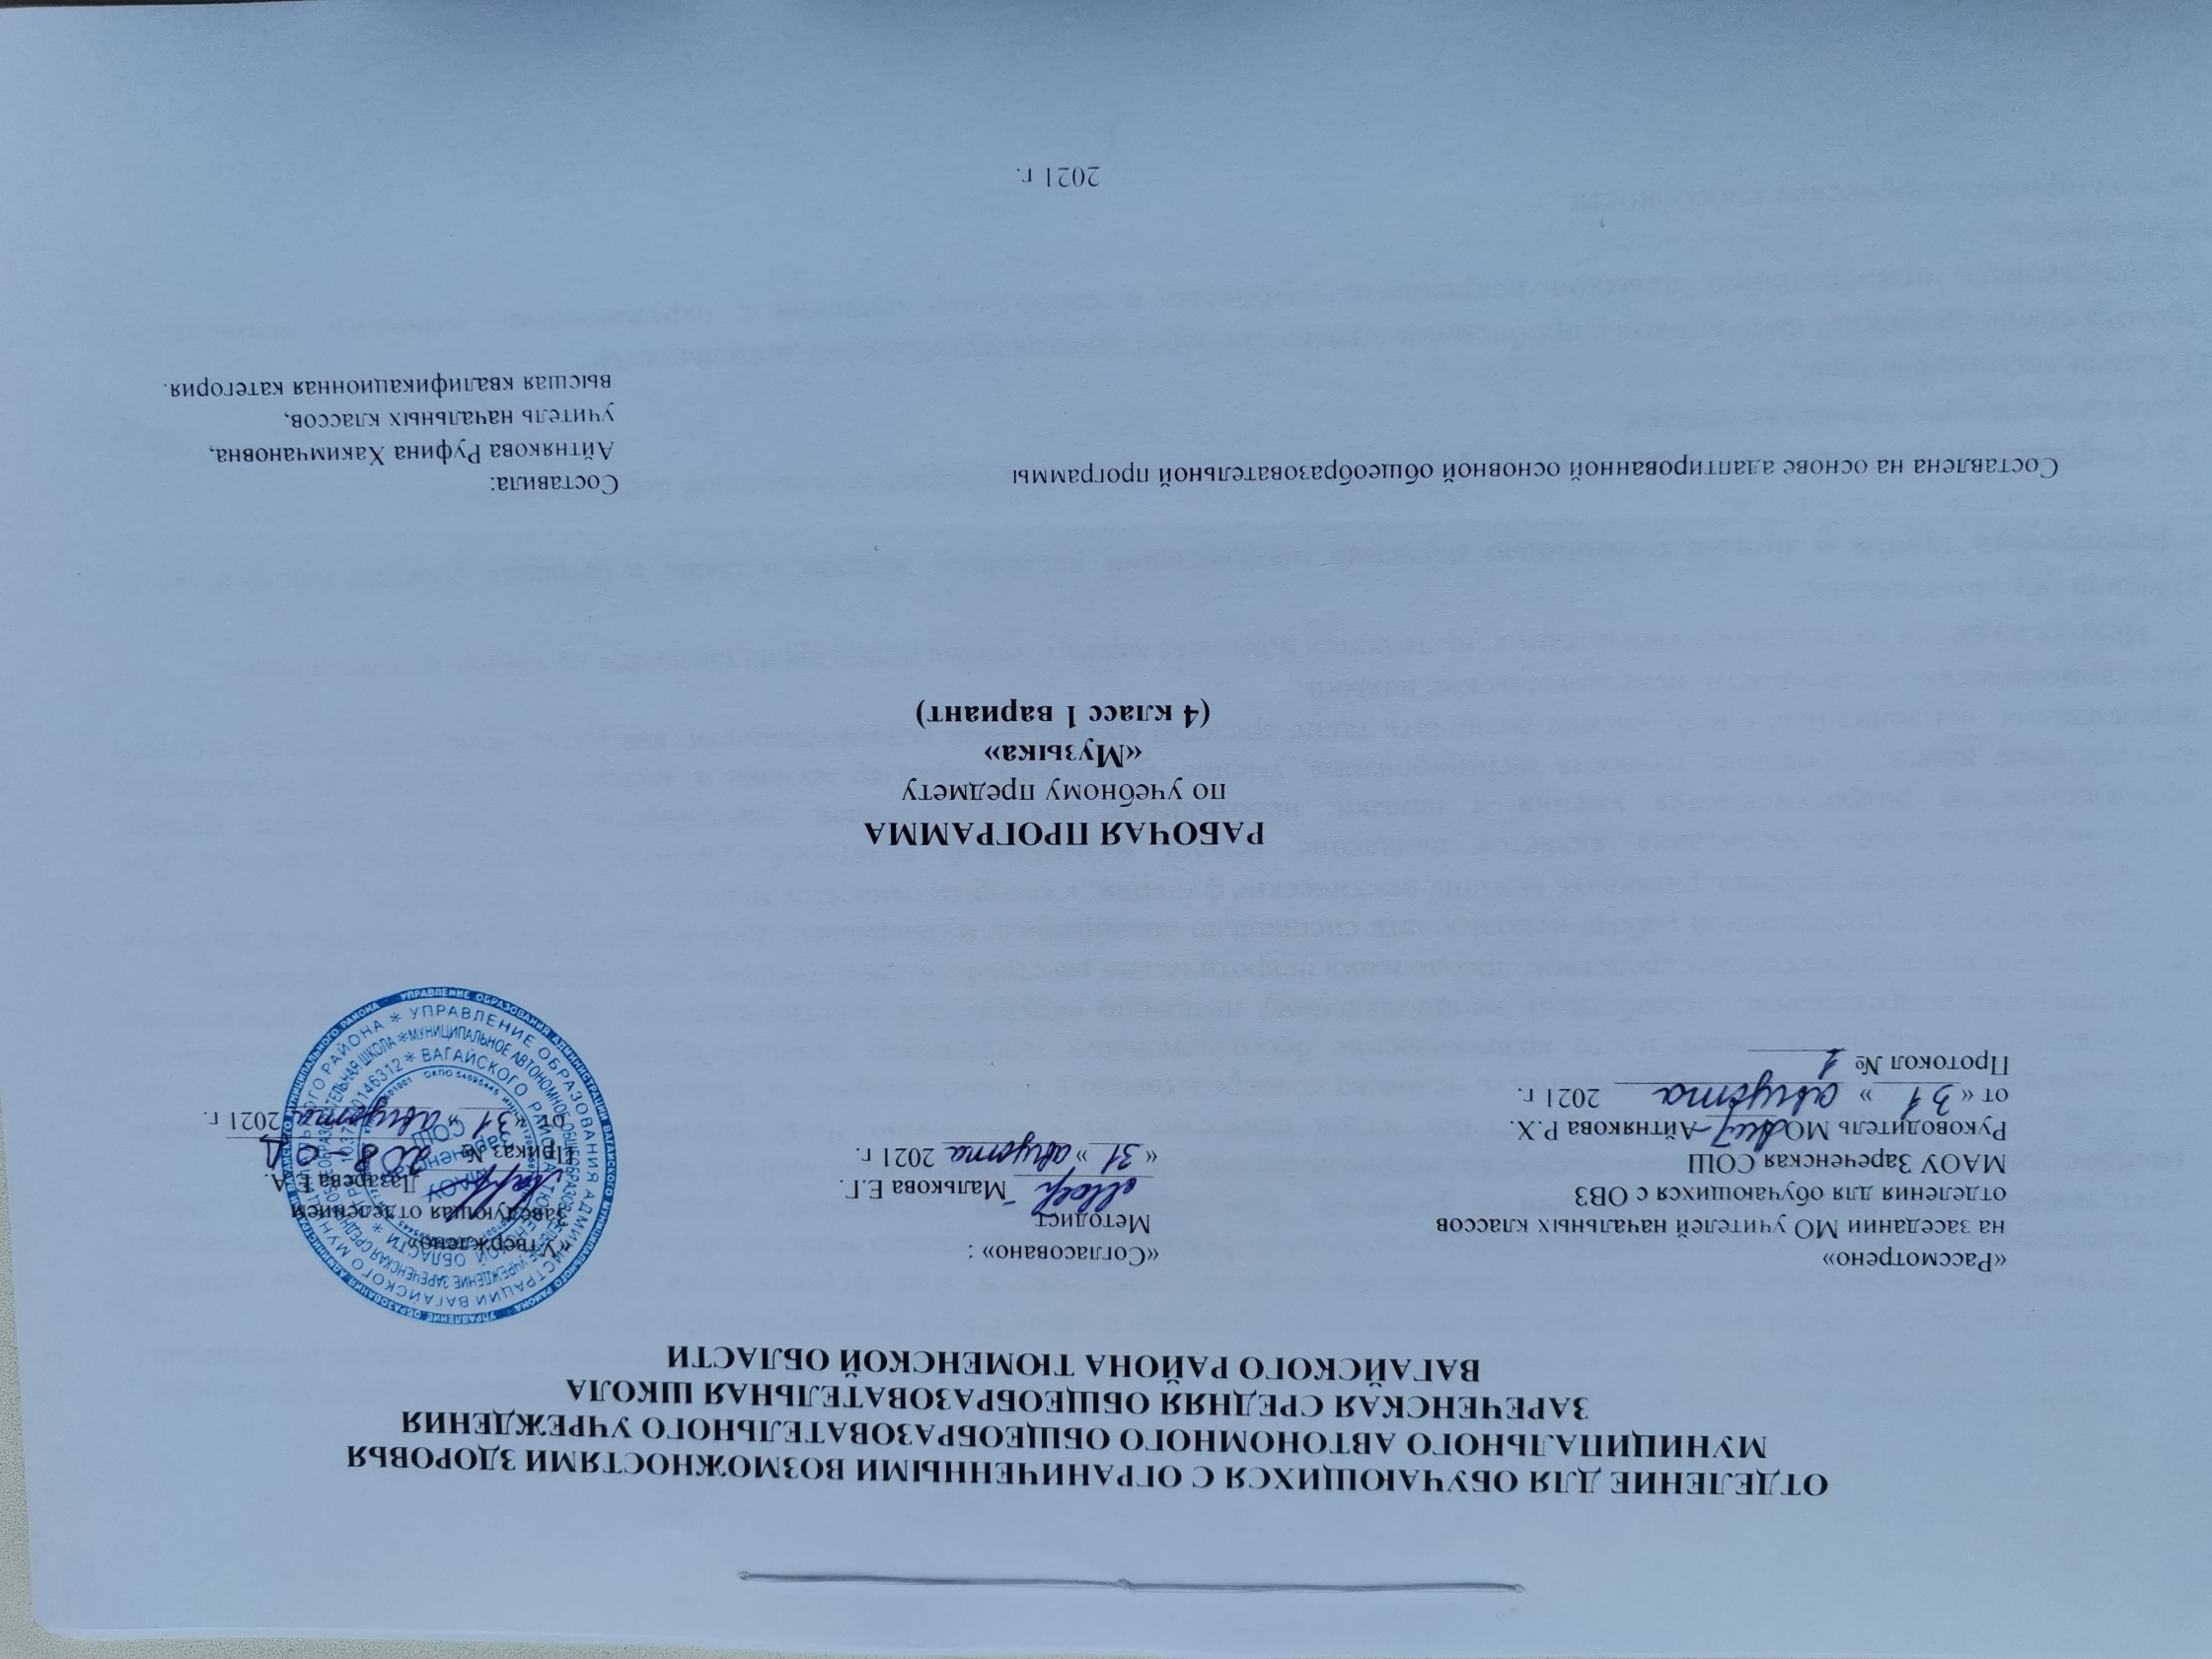 ОТДЕЛЕНИЕ ДЛЯ ОБУЧАЮЩИХСЯ С ОГРАНИЧЕННЫМИ ВОЗМОЖНОСТЯМИ ЗДОРОВЬЯ
МУНИЦИПАЛЬНОГО АВТОНОМНОГО ОБЩЕОБРАЗОВАТЕЛЬНОГО УЧРЕЖДЕНИЯ
ЗАРЕЧЕНСКАЯ СРЕДНЯЯ ОБЩЕОБРАЗОВАТЕЛЬНАЯ ШКОЛА
ВАГАЙСКОГО РАЙОНА ТЮМЕНСКОЙ ОБЛАСТИ
«Рассмотрено»
на заседании МО учителей начальных классов
отделения для обучающихся с ОВЗ
МАОУ Зареченская СОШ
Руководитель МО Айтнякова Р.Х.
от « 31 » августа 2021 г.
Протокол № 1
«Согласовано» :
Методист
Малькова Е.Г.
« 31 » августа 2021 г.
«Утверждено»
Заведующая отделением
Лазарева Е.А.
Приказ № 208-ОД
от « 31 » августа 2021 г.
РАБОЧАЯ ПРОГРАММА
по учебному предмету
«Музыка»
(4 класс 1 вариант)
Составлена на основе адаптированной основной общеобразовательной программы
Составила:
Айтнякова Руфина Хакимчановна,
учитель начальных классов,
высшая квалификационная категория.
2021 г.